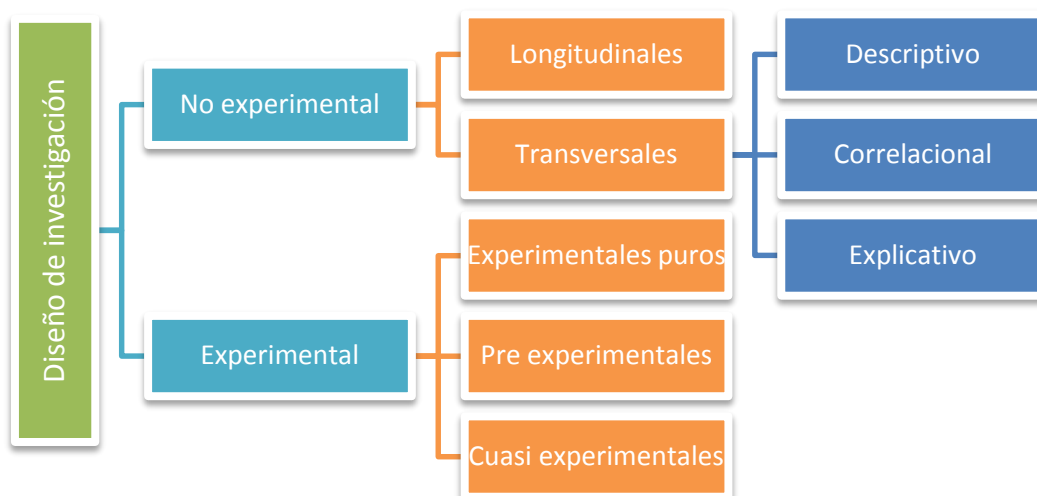 Diseño de investigación
No experimental
Longitudinales
Transversales
Descriptivo
Correlacional
Explicativo
Experimental
Experimentales puros
Pre experimentales
Cuasi experimentales